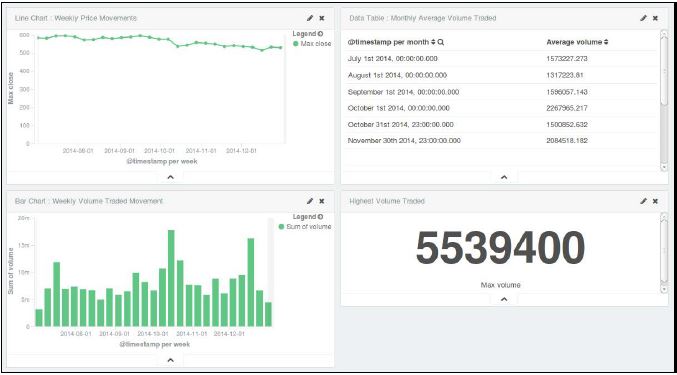 Line Chart : Weekly Price Movements
Legend
Max close
600
500
400
300
200
100
0
Max close
2014-08-01 2014-09-01 2014-10-01 2014-11-01 2014-12-01
@timestamp per week
Data Table : Monthly Average Volume Traded
@timestamp per month Average volume
July 1st 2014, 00:00:00.000 1573227.273
August 1st 2014, 00:00:00.000 1317223.81
September 1st 2014, 00:00:00.000 1596057.143
October 1st 2014, 00:00:00.000 2267965.217
October 31st 2014, 23:00:00.000 1500852.632
November 30th 2014, 23:00:00.000 2084518.182
Bar Chart : Weekly Volume Traded Movement
Legend
Sum of volume
20m
15m
10m
5m
0
Sum of volume
2014-08-01 2014-09-01 2014-10-01 2014-11-01 2014-12-01
@timestamp per week
Highest Volume Traded
5539400
Max volume